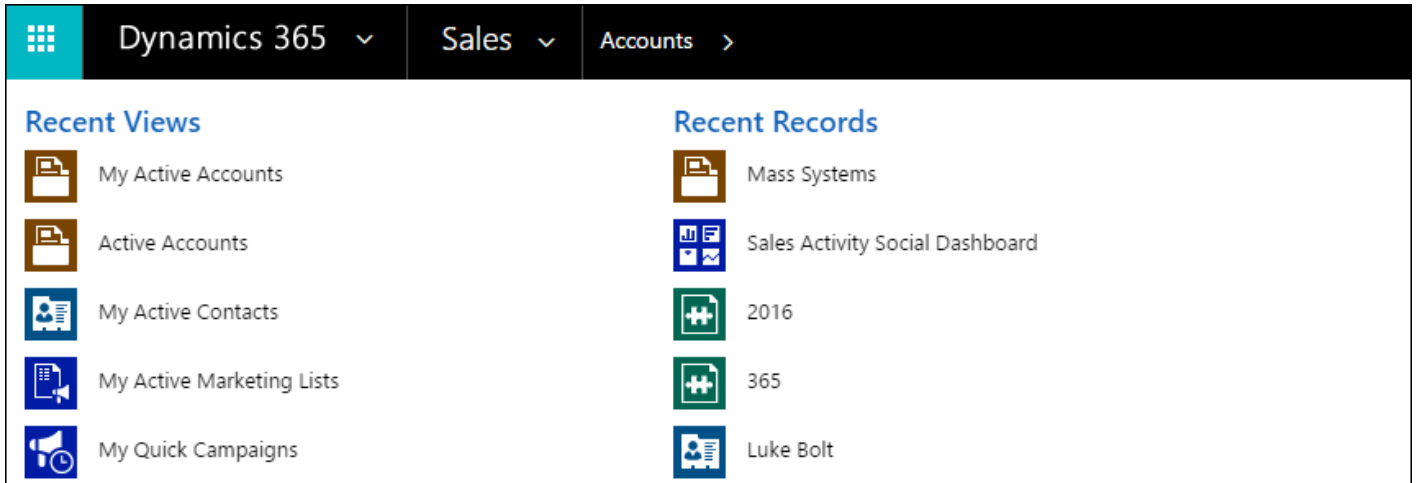 Dynamics 365
Sales
Accounts
Recent Views
My Active Accounts
Active Accounts
My Active Contacts
My Active Marketing Lists
My Quick Campaigns
Recent Records
Mass Systems
Sales Activity Social Dashboard
2016
365
Luke Bolt